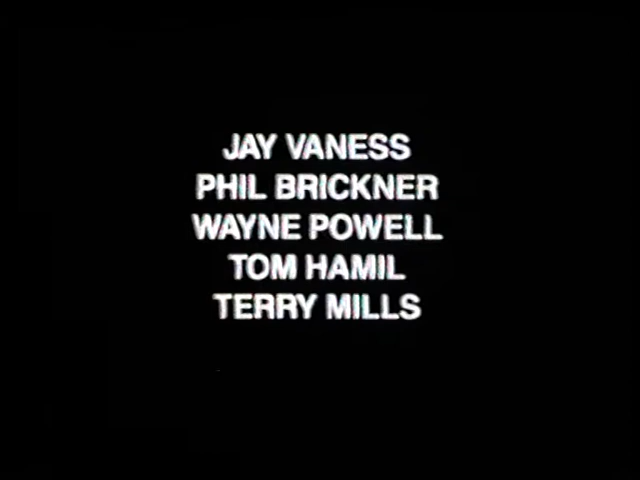 JAY VANESS
PHIL BRICKNER
WAYNE POWELL
TOM HAMIL
TERRY MILLS